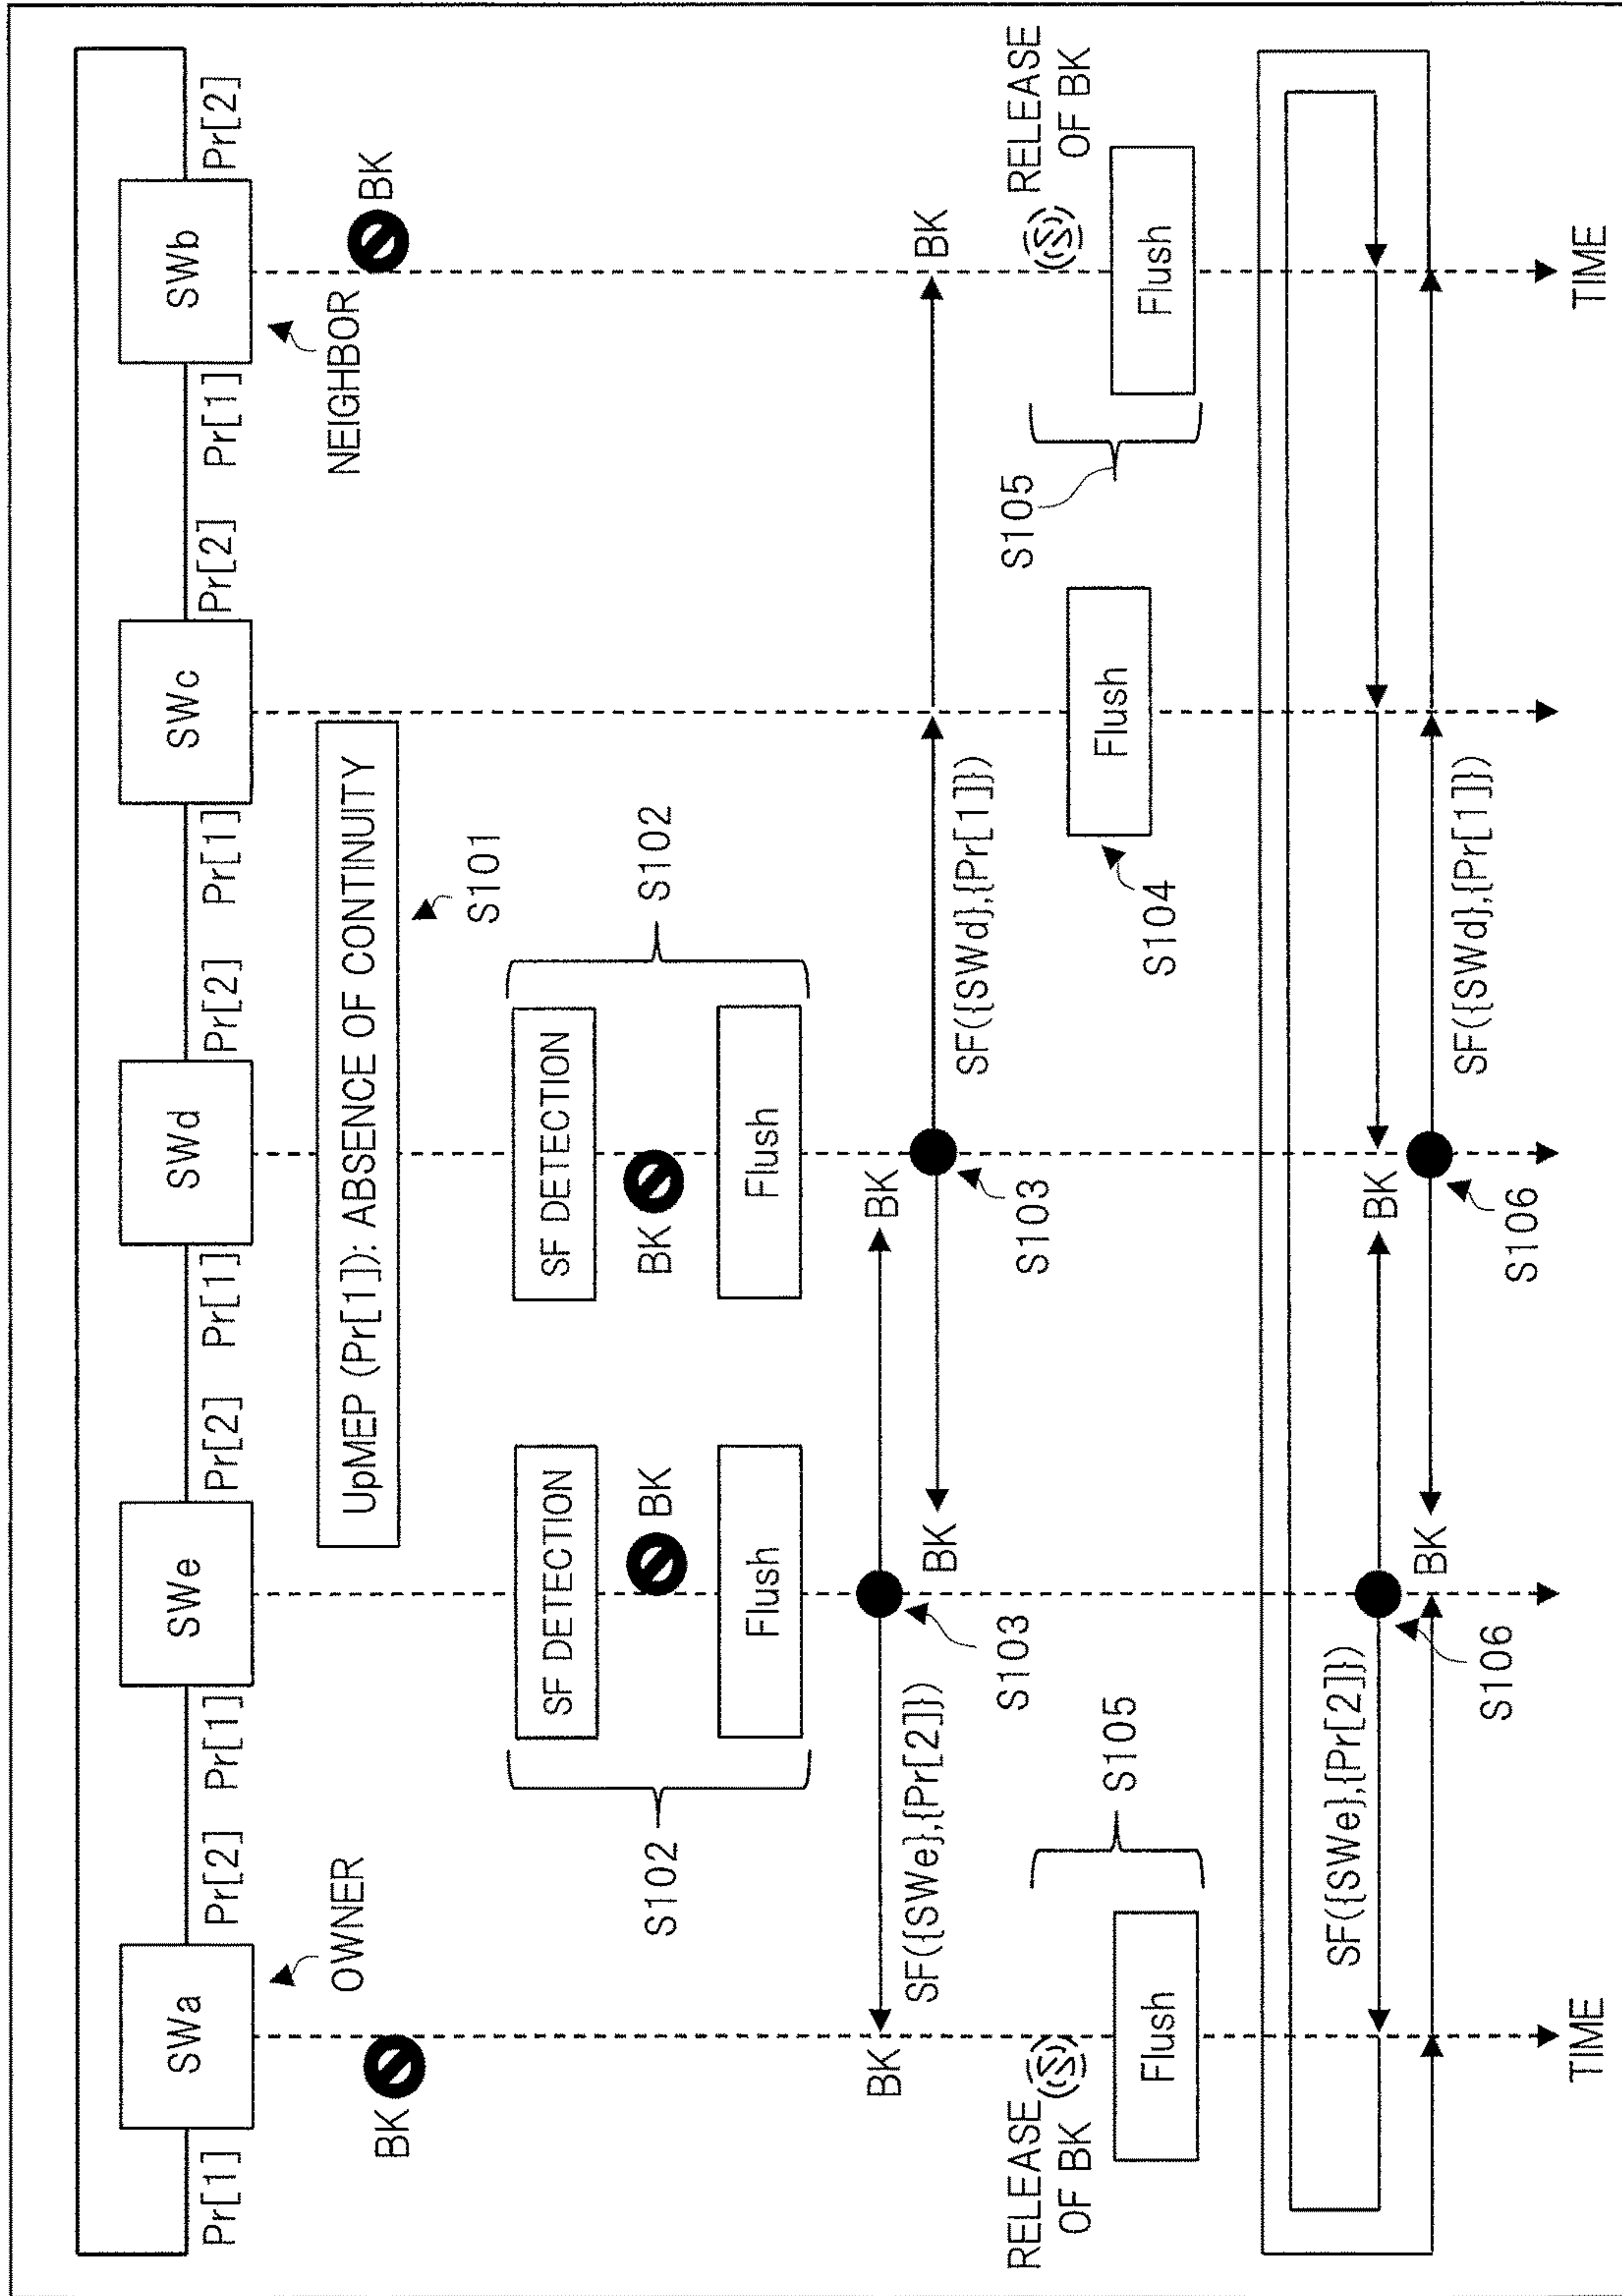 SWa
SWe
SWd
SWc
SWb
Pr[1]
Pr[2]
Pr[1]
Pr[2]
Pr[1]
Pr[2]
Pr[1]
Pr[2]
Pr[1]
Pr[2]
OWNER
NEIGHBOR
BK
BK
UpMEP (Pr[1]): ABSENCE OF CONTINUITY
S101
SF DETECTION
SF DETECTION
BK
BK
Flush
Flush
S102
S102
BK
BK
BK
BK
SF({SWe},{Pr[2]})
SF({SWd},{Pr[1]})
S103
S103
RELEASE
OF BK
RELEASE
OF BK
Flush
Flush
Flush
S105
S104
S105
SF({SWe},{Pr[2]})
BK
BK
SF({SWd},{Pr[1]})
S106
S106
TIME
TIME